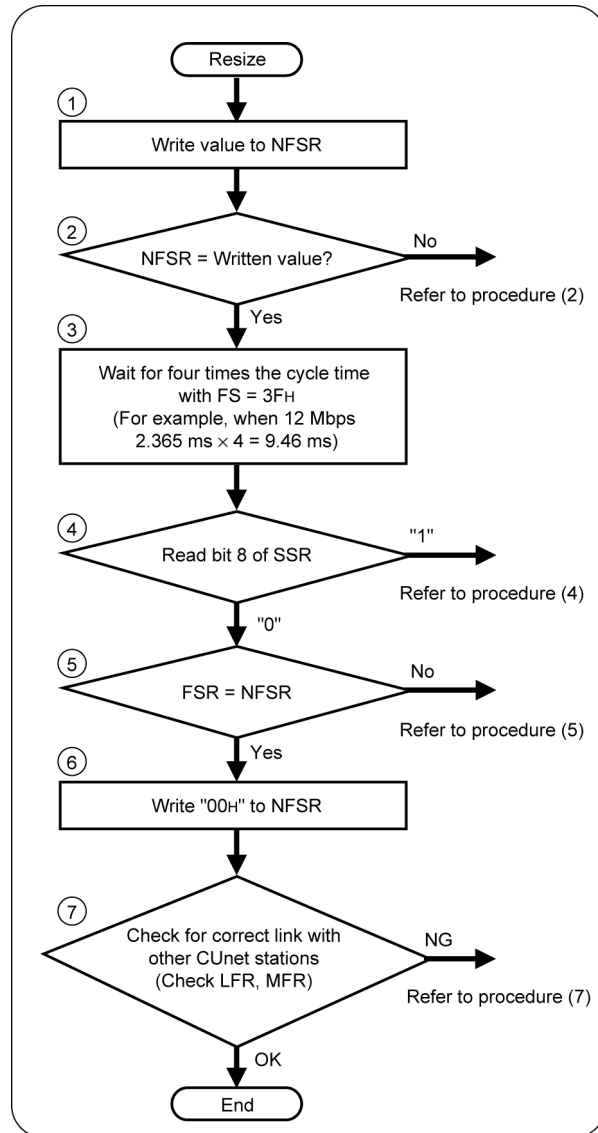 Resize
①
Write value to NFSR
②
NFSR = Written value?
No
Refer to procedure (2)
Yes
③
Wait for four times the cycle time
with FS = 3FH
(For example, when 12 Mbps
2.365 ms × 4 = 9.46 ms)
④
Read bit 8 of SSR
"1"
Refer to procedure (4)
"0"
⑤
FSR = NFSR
No
Refer to procedure (5)
Yes
⑥
Write "00H" to NFSR
⑦
Check for correct link with
other CUnet stations
(Check LFR, MFR)
NG
Refer to procedure (7)
OK
End